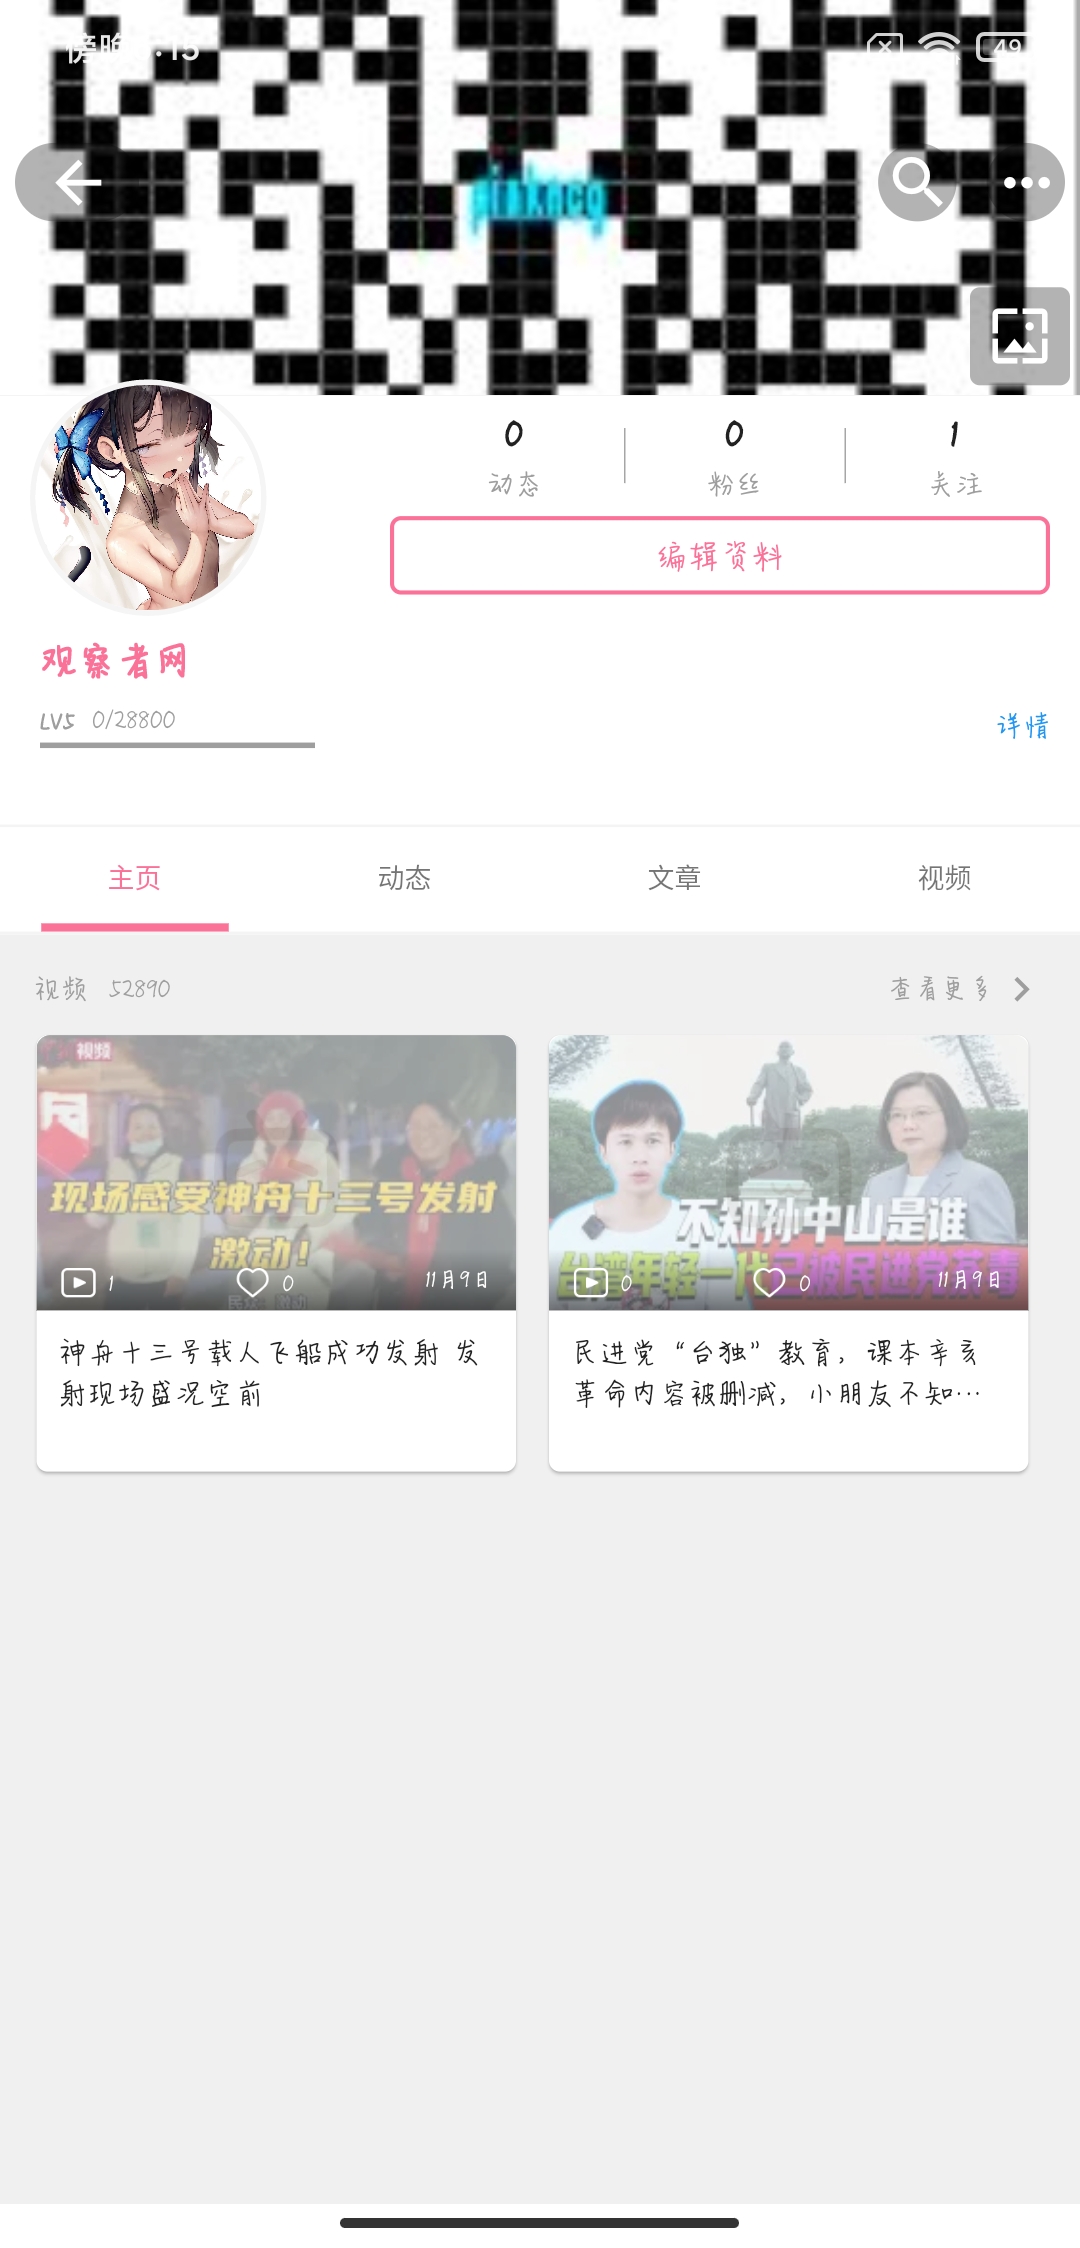 pinkncq
49
0
0
1
动态
粉丝
关注
编辑资料
观察者网
LV5 0/28800
详情
主页
动态
文章
视频
视频 52890
查看更多
视频
现场感受神舟十三号发射
激动！
1
0
11月9日
神舟十三号载人飞船成功发射 发
射现场盛况空前
不知孙中山是谁
台湾年轻一代已被民进党荼毒
0
0
11月9日
民进党“台独”教育，课本辛亥
革命内容被删减，小朋友不知…